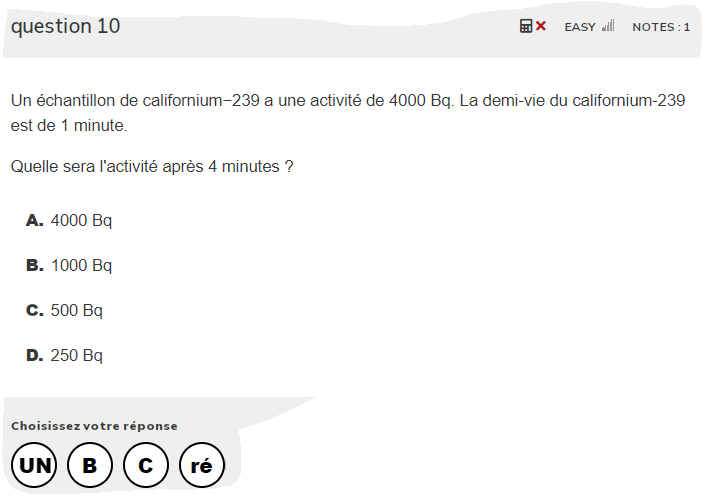 question 10
EASY NOTES : 1
Un échantillon de californium−239 a une activité de 4000 Bq. La demi-vie du californium-239
est de 1 minute.
Quelle sera l'activité après 4 minutes ?
A. 4000 Bq
B. 1000 Bq
C. 500 Bq
D. 250 Bq
Choisissez votre réponse
UN B C ré